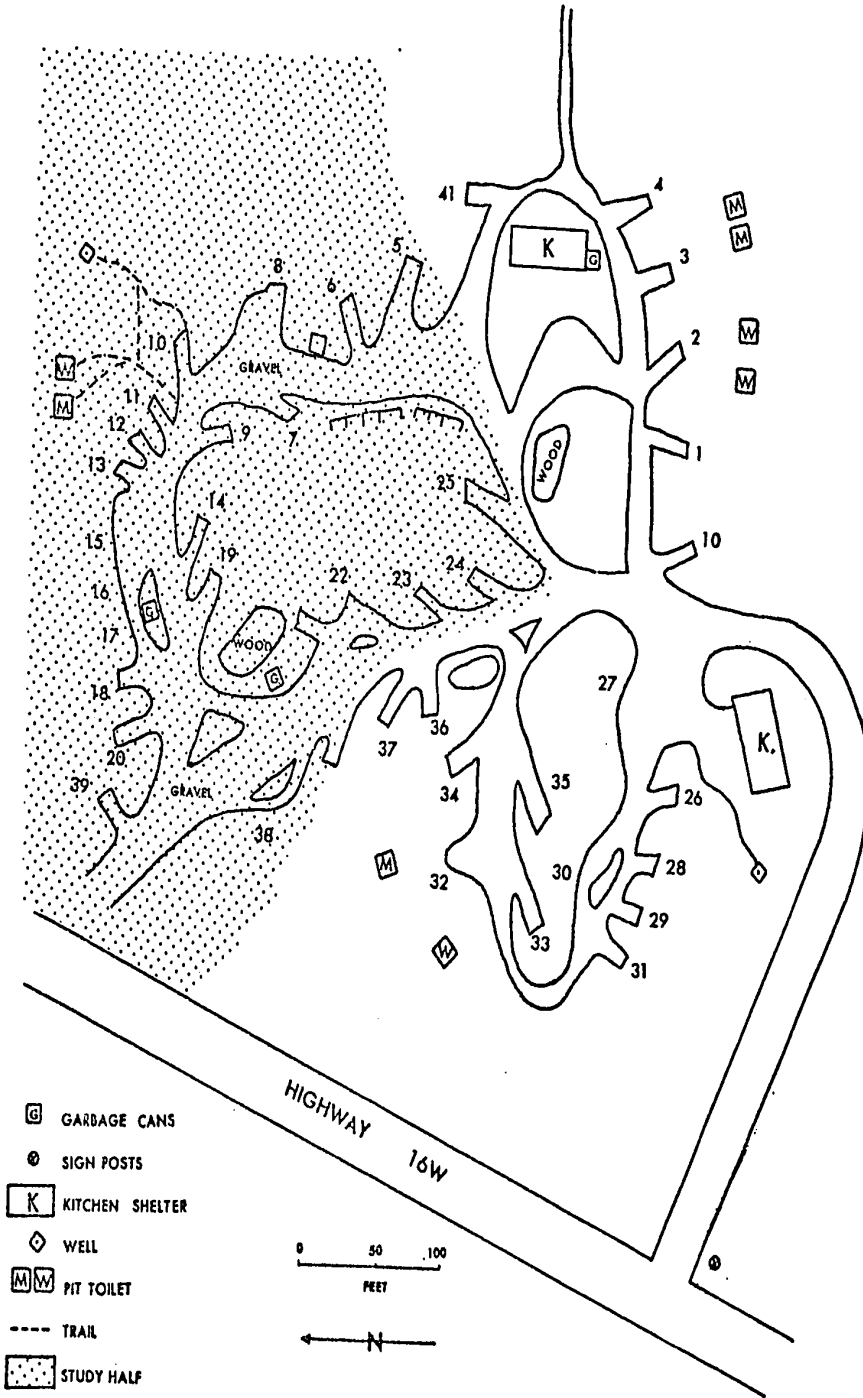 41
4
M
M
K
G
3
5
8
6
2
W
W
10
GRAVEL
W
M
11
12
13
9
7
1
WOOD
25
14
15
10
19
16
G
17
22
23
24
WOOD
G
18
27
36
37
K.
20
39
GRAVEL
38
34
35
26
M
32
30
28
W
33
29
31
HIGHWAY 16W
G GARBAGE CANS
SIGN POSTS
K KITCHEN SHELTER
WELL
M W PIT TOILET
TRAIL
STUDY HALF
0 50 100
FEET
N